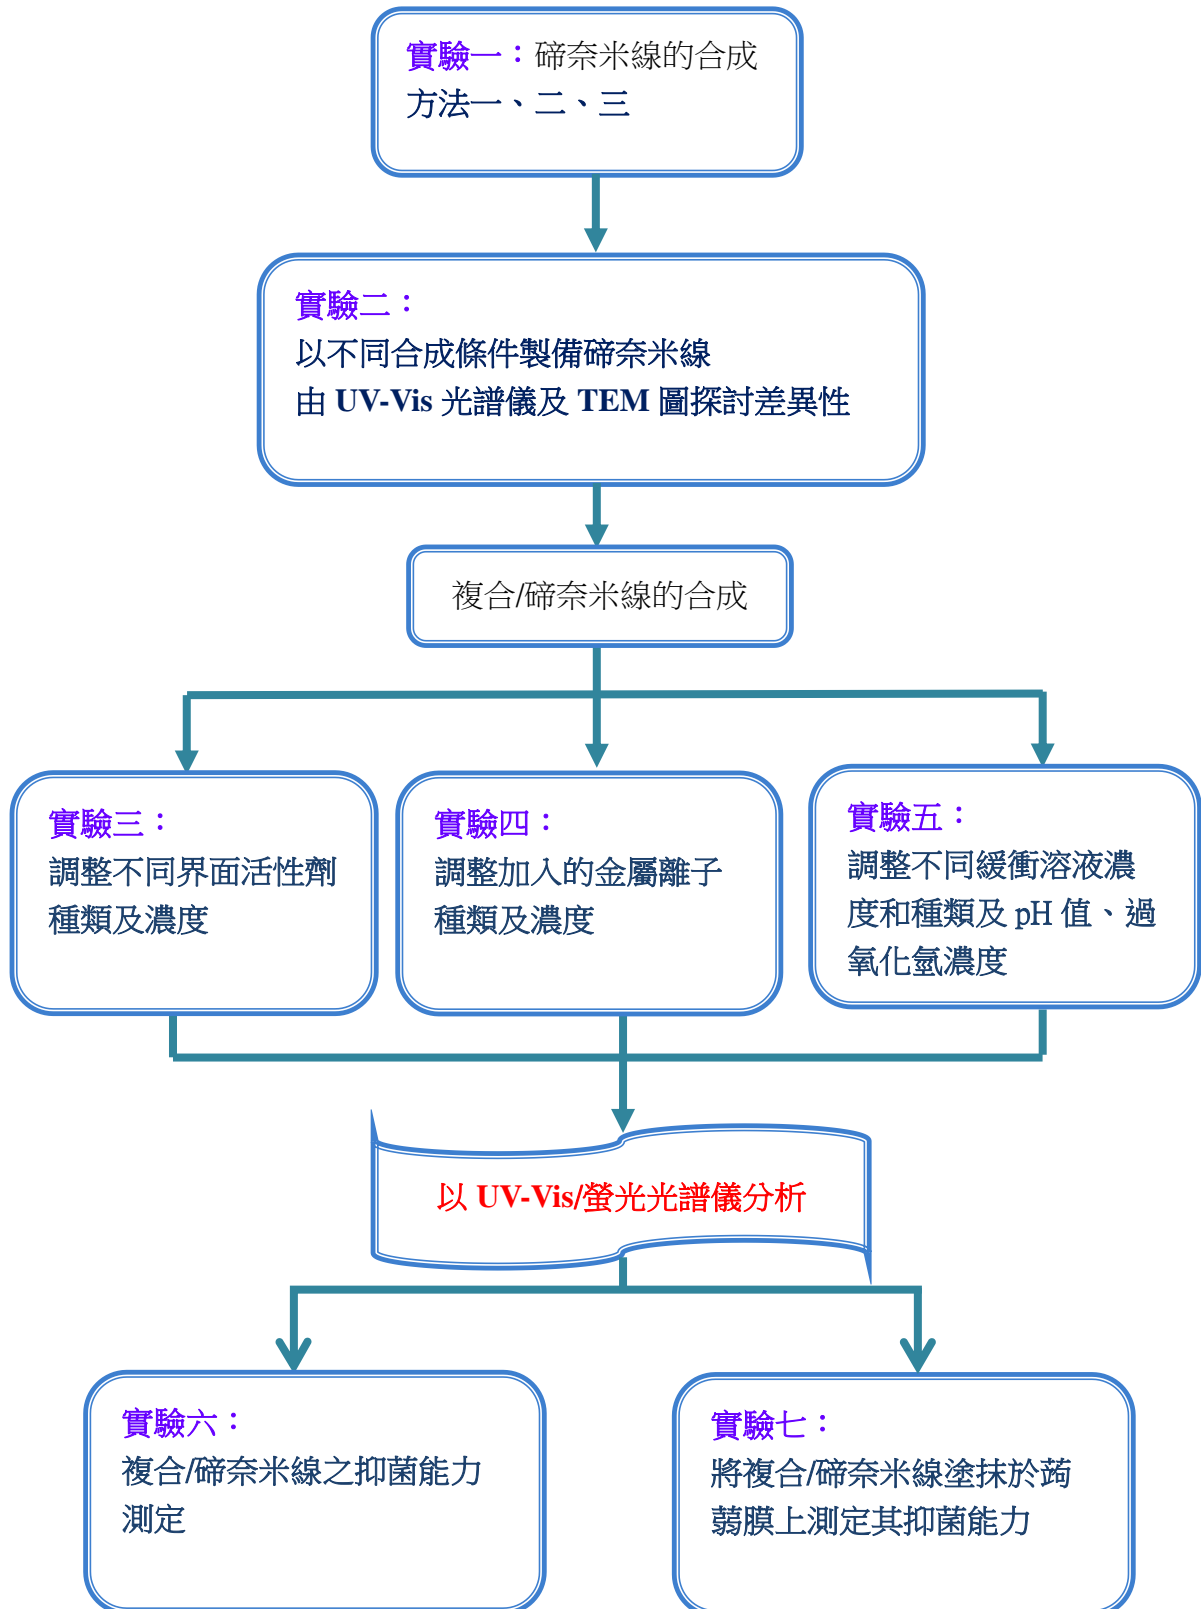 實驗一：碲奈米線的合成
方法一、二、三
實驗二：
以不同合成條件製備碲奈米線
由 UV-Vis 光譜儀及 TEM 圖探討差異性
複合/碲奈米線的合成
實驗三：
調整不同界面活性劑
種類及濃度
實驗四：
調整加入的金屬離子
種類及濃度
實驗五：
調整不同緩衝溶液濃
度和種類及 pH 值、過
氧化氫濃度
以 UV-Vis/螢光光譜儀分析
實驗六：
複合/碲奈米線之抑菌能力
測定
實驗七：
將複合/碲奈米線塗抹於蒟
蒻膜上測定其抑菌能力